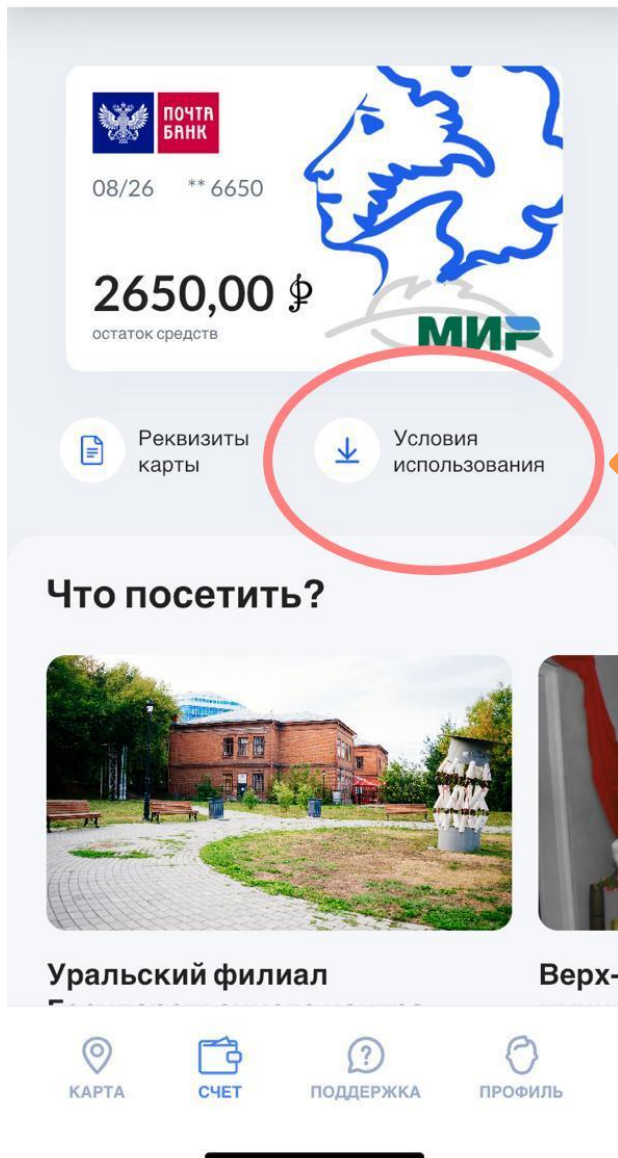 ПОЧТА
БАНК
08/26 ** 6650
2650,00 ₽
остаток средств
МИР
Реквизиты
карты
Условия
использования
Что посетить?
Уральский филиал
Верх-
КАРТА
СЧЕТ
ПОДДЕРЖКА
ПРОФИЛЬ